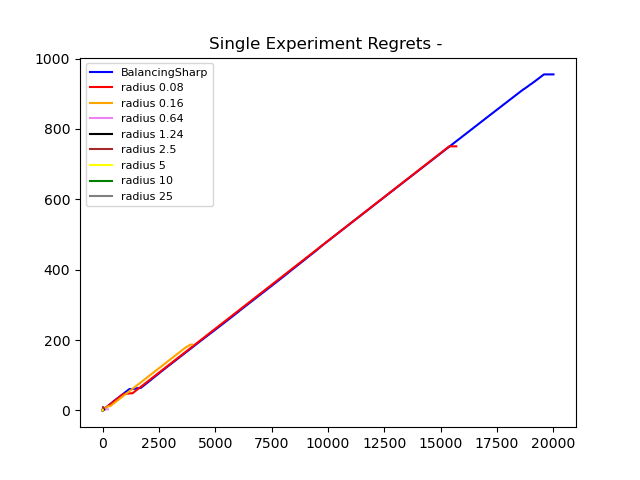 Single Experiment Regrets -
1000
800
600
400
200
0
BalancingSharp
radius 0.08
radius 0.16
radius 0.64
radius 1.24
radius 2.5
radius 5
radius 10
radius 25
0 2500 5000 7500 10000 12500 15000 17500 20000